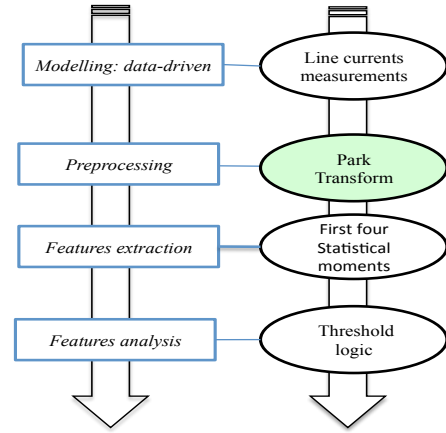 Modelling: data-driven
Line currents
measurements
Preprocessing
Park
Transform
Features extraction
First four
Statistical
moments
Features analysis
Threshold
logic